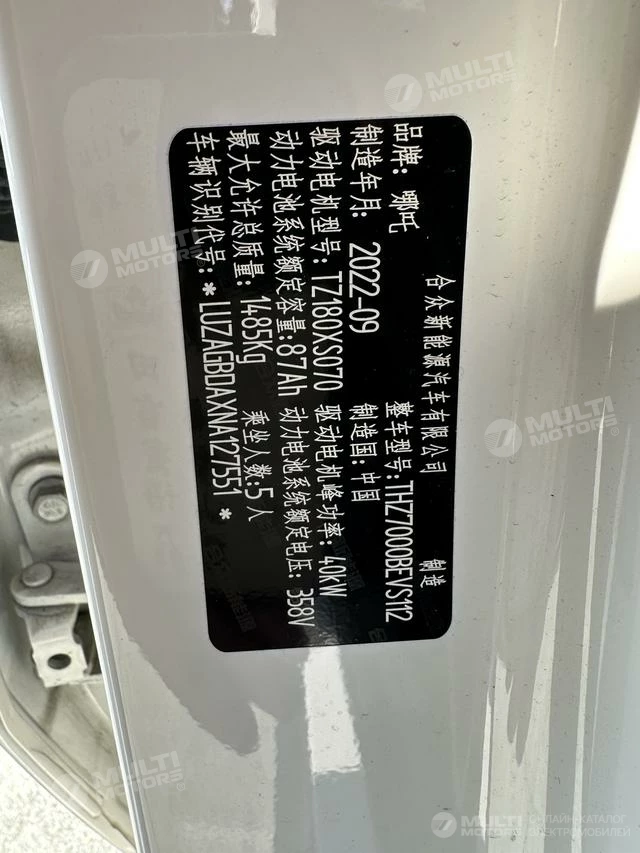 合众新能源汽车有限公司 制造
品牌: 哪吒 整车型号: THZ7000BEVS112
制造年月: 2022-09 制造国: 中国
驱动电机型号: TZ180XS070 驱动电机峰值功率: 40kW
动力电池系统额定容量: 87Ah 动力电池系统额定电压: 358V
最大允许总质量: 1485Kg 乘坐人数: 5人
车辆识别代号: *LUZAGBDAXNA127551*
MULTI MOTORS
MULTI MOTORS
MULTI MOTORS
MULTI MOTORS
MULTI MOTORS ОНЛАЙН-КАТАЛОГ ЭЛЕКТРОМОБИЛЕЙ